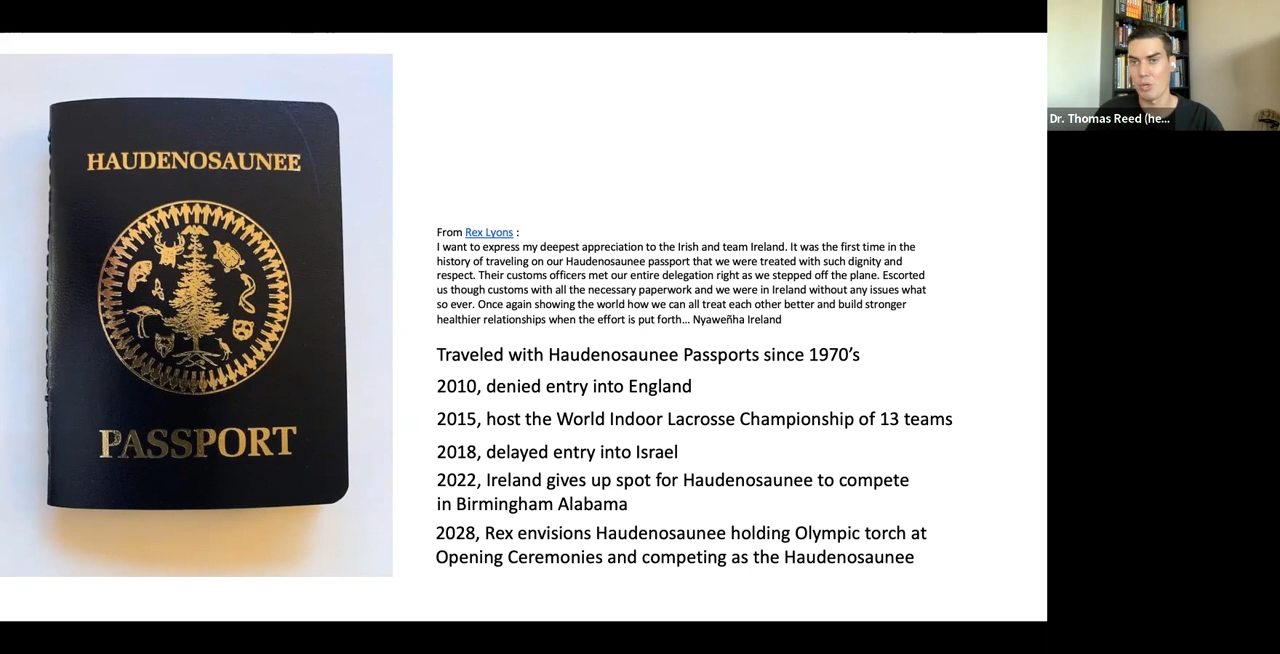 HAUDENOSAUNEE
PASSPORT
From Rex Lyons :
I want to express my deepest appreciation to the Irish and team Ireland. It was the first time in the
history of traveling on our Haudenosaunee passport that we were treated with such dignity and
respect. Their customs officers met our entire delegation right as we stepped off the plane. Escorted
us though customs with all the necessary paperwork and we were in Ireland without any issues what
so ever. Once again showing the world how we can all treat each other better and build stronger
healthier relationships when the effort is put forth... Nyaweñha Ireland
Traveled with Haudenosaunee Passports since 1970’s
2010, denied entry into England
2015, host the World Indoor Lacrosse Championship of 13 teams
2018, delayed entry into Israel
2022, Ireland gives up spot for Haudenosaunee to compete
in Birmingham Alabama
2028, Rex envisions Haudenosaunee holding Olympic torch at
Opening Ceremonies and competing as the Haudenosaunee
Dr. Thomas Reed (he...